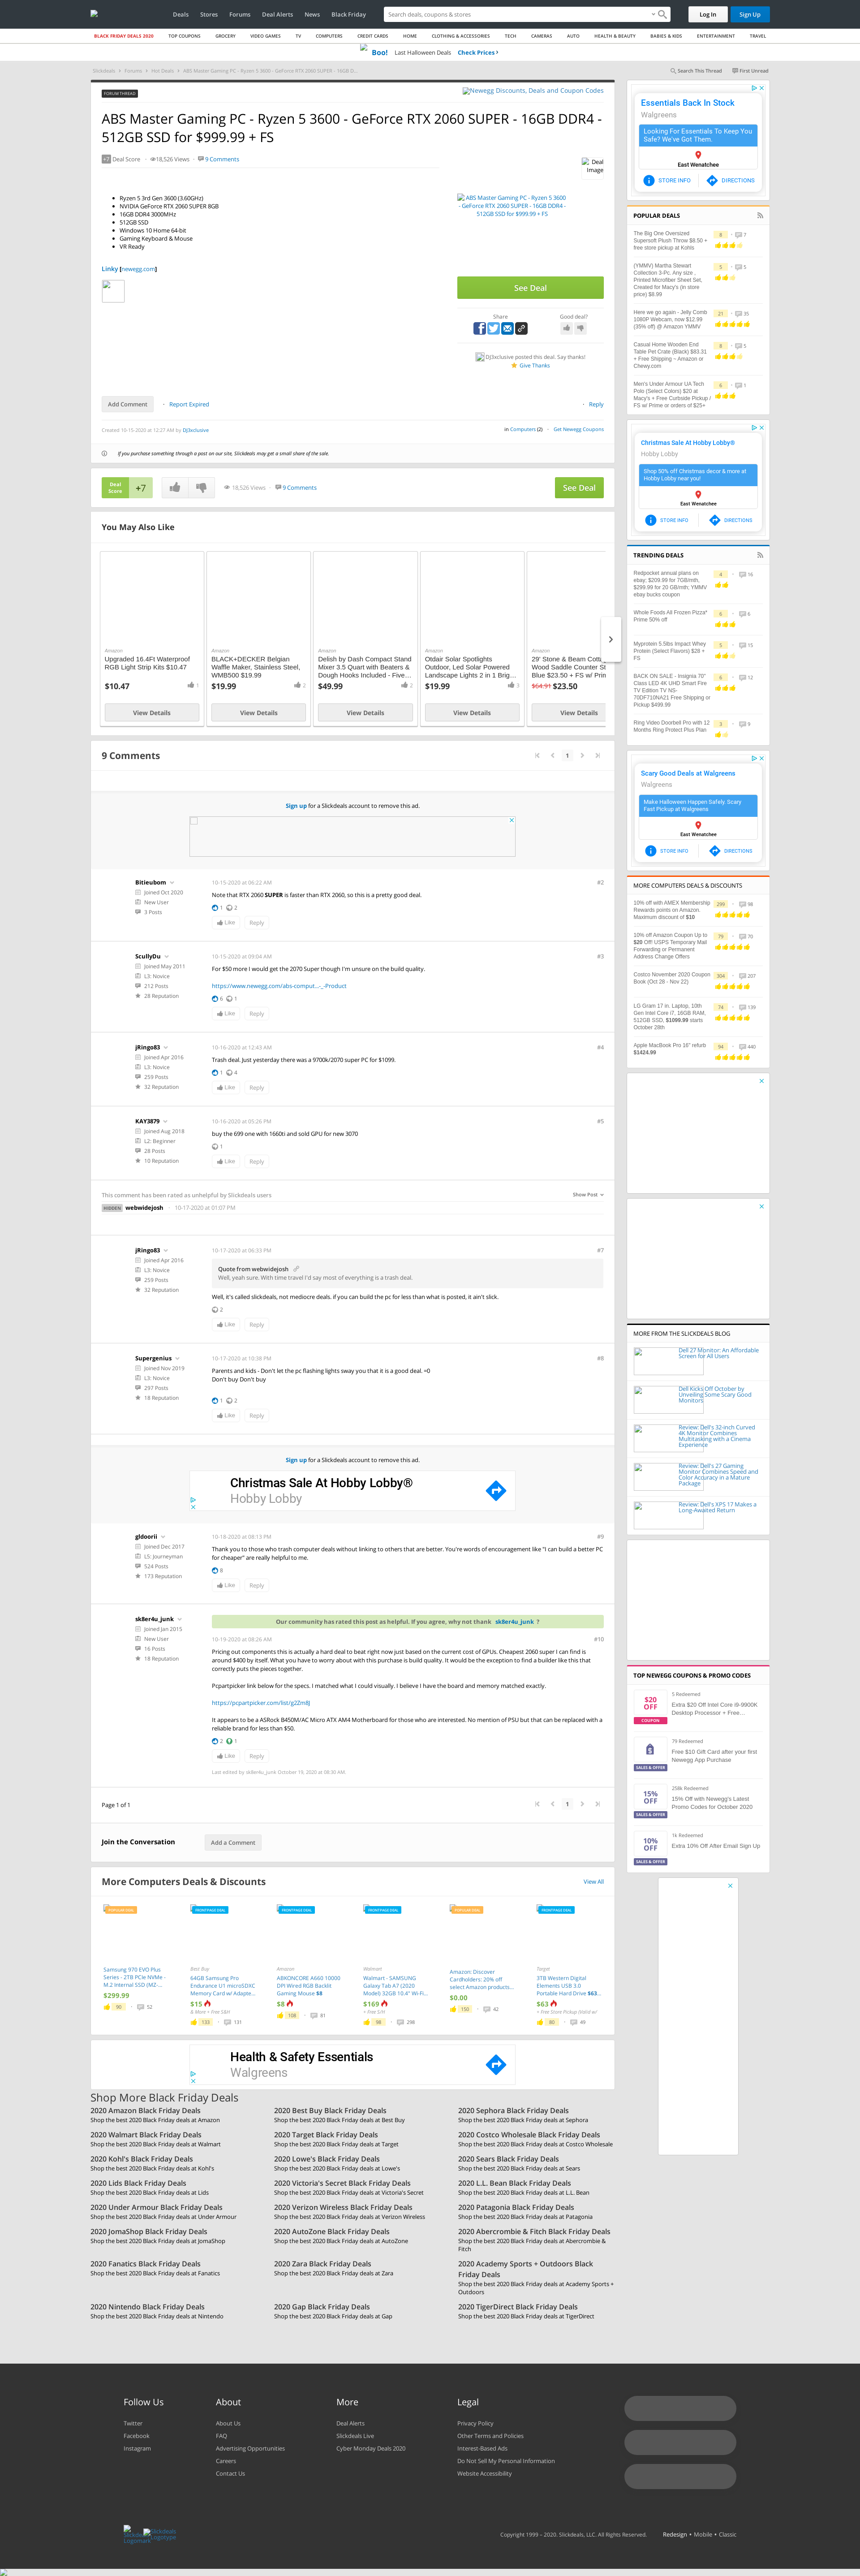 Deals Stores Forums Deal Alerts News Black Friday
Search deals, coupons & stores
Log In
Sign Up
BLACK FRIDAY DEALS 2020 TOP COUPONS GROCERY VIDEO GAMES TV COMPUTERS CREDIT CARDS HOME CLOTHING & ACCESSORIES TECH CAMERAS AUTO HEALTH & BEAUTY BABIES & KIDS ENTERTAINMENT TRAVEL
Boo! Last Halloween Deals Check Prices ›
Slickdeals › Forums › Hot Deals › ABS Master Gaming PC - Ryzen 5 3600 - GeForce RTX 2060 SUPER - 16GB D...
Search This Thread First Unread
FORUM THREAD
Newegg Discounts, Deals and Coupon Codes
ABS Master Gaming PC - Ryzen 5 3600 - GeForce RTX 2060 SUPER - 16GB DDR4 -
512GB SSD for $999.99 + FS
+7 Deal Score 18,526 Views 9 Comments
Deal
Image
Ryzen 5 3rd Gen 3600 (3.60GHz)
NVIDIA GeForce RTX 2060 SUPER 8GB
16GB DDR4 3000MHz
512GB SSD
Windows 10 Home 64-bit
Gaming Keyboard & Mouse
VR Ready
Linky [newegg.com]
ABS Master Gaming PC - Ryzen 5 3600
- GeForce RTX 2060 SUPER - 16GB DDR4 -
512GB SSD for $999.99 + FS
See Deal
Share
Good deal?
DJ3xclusive posted this deal. Say thanks!
Give Thanks
Add Comment
Report Expired
Reply
Created 10-15-2020 at 12:27 AM by DJ3xclusive
in Computers (2) Get Newegg Coupons
If you purchase something through a post on our site, Slickdeals may get a small share of the sale.
Deal
Score
+7
18,526 Views 9 Comments
See Deal
You May Also Like
Amazon
Upgraded 16.4Ft Waterproof
RGB Light Strip Kits $10.47
$10.47
1
View Details
Amazon
BLACK+DECKER Belgian
Waffle Maker, Stainless Steel,
WMB500 $19.99
$19.99
2
View Details
Amazon
Delish by Dash Compact Stand
Mixer 3.5 Quart with Beaters &
Dough Hooks Included - Five...
$49.99
2
View Details
Amazon
Otdair Solar Spotlights
Outdoor, Led Solar Powered
Landscape Lights 2 in 1 Brig...
$19.99
3
View Details
Amazon
29' Stone & Beam Cott
Wood Saddle Counter S
Blue $23.50 + FS w/ Prim
$64.91 $23.50
View Details
9 Comments
1
Sign up for a Slickdeals account to remove this ad.
Bitieubom
Joined Oct 2020
New User
3 Posts
10-15-2020 at 06:22 AM
#2
Note that RTX 2060 SUPER is faster than RTX 2060, so this is a pretty good deal.
1 2
Like Reply
ScullyDu
Joined May 2011
L3: Novice
212 Posts
28 Reputation
10-15-2020 at 09:04 AM
#3
For $50 more I would get the 2070 Super though I'm unsure on the build quality.
https://www.newegg.com/abs-comput...-_-Product
6 1
Like Reply
jRingo83
Joined Apr 2016
L3: Novice
259 Posts
32 Reputation
10-16-2020 at 12:43 AM
#4
Trash deal. Just yesterday there was a 9700k/2070 super PC for $1099.
1 4
Like Reply
KAY3879
Joined Aug 2018
L2: Beginner
28 Posts
10 Reputation
10-16-2020 at 05:26 PM
#5
buy the 699 one with 1660ti and sold GPU for new 3070
1
Like Reply
This comment has been rated as unhelpful by Slickdeals users
Show Post
HIDDEN webwidejosh 10-17-2020 at 01:07 PM
jRingo83
Joined Apr 2016
L3: Novice
259 Posts
32 Reputation
10-17-2020 at 06:33 PM
#7
Quote from webwidejosh
Well, yeah sure. With time travel I'd say most of everything is a trash deal.
Well, it's called slickdeals, not mediocre deals. if you can build the pc for less than what is posted, it ain't slick.
2
Like Reply
Supergenius
Joined Nov 2019
L3: Novice
297 Posts
18 Reputation
10-17-2020 at 10:38 PM
#8
Parents and kids - Don't let the pc flashing lights sway you that it is a good deal. =0
Don't buy Don't buy
1 2
Like Reply
Sign up for a Slickdeals account to remove this ad.
Christmas Sale At Hobby Lobby®
Hobby Lobby
gldoorii
Joined Dec 2017
L5: Journeyman
524 Posts
173 Reputation
10-18-2020 at 08:13 PM
#9
Thank you to those who trash computer deals without linking to others that are better. You're words of encouragement like "I can build a better PC
for cheaper" are really helpful to me.
8
Like Reply
sk8er4u_junk
Joined Jan 2015
New User
16 Posts
18 Reputation
Our community has rated this post as helpful. If you agree, why not thank sk8er4u_junk ?
10-19-2020 at 08:26 AM
#10
Pricing out components this is actually a hard deal to beat right now just based on the current cost of GPUs. Cheapest 2060 super I can find is
around $400 by itself. What you have to watch out for with prebuilts like these is quality. It would not be the exception to find a builder like this that
correctly puts the pieces together.
Pcpartpicker link below for the specs. I matched what I could visually. I believe I have the board and memory matched exactly.
https://pcpartpicker.com/list/g2ZmBJ
It appears to be a ASRock B450M/AC Micro ATX AM4 Motherboard for those who are interested. No mention of PSU but that can be replaced with a
reliable brand for less than $50.
2 1
Like Reply
Last edited by sk8er4u_junk October 19, 2020 at 08:30 AM.
Page 1 of 1
1
Join the Conversation
Add a Comment
More Computers Deals & Discounts
View All
POPULAR DEAL
Samsung 970 EVO Plus
Series - 2TB PCIe NVMe -
M.2 Internal SSD (MZ-...
$299.99
90 52
FRONTPAGE DEAL
Best Buy
64GB Samsung Pro
Endurance U1 microSDXC
Memory Card w/ Adapte...
$15
& More + Free S&H
133 131
FRONTPAGE DEAL
Amazon
ABKONCORE A660 10000
DPI Wired RGB Backlit
Gaming Mouse $8
$8
108 81
FRONTPAGE DEAL
Walmart
Walmart - SAMSUNG
Galaxy Tab A7 (2020
Model) 32GB 10.4" Wi-Fi...
$169
+ Free S/H
98 298
POPULAR DEAL
Amazon: Discover
Cardholders: 20% off
select Amazon products...
$0.00
150 42
FRONTPAGE DEAL
Target
3TB Western Digital
Elements USB 3.0
Portable Hard Drive $63...
$63
+ Free Store Pickup (Hahd w/
80 49
Health & Safety Essentials
Walgreens
Shop More Black Friday Deals
2020 Amazon Black Friday Deals
Shop the best 2020 Black Friday deals at Amazon
2020 Best Buy Black Friday Deals
Shop the best 2020 Black Friday deals at Best Buy
2020 Sephora Black Friday Deals
Shop the best 2020 Black Friday deals at Sephora
2020 Walmart Black Friday Deals
Shop the best 2020 Black Friday deals at Walmart
2020 Target Black Friday Deals
Shop the best 2020 Black Friday deals at Target
2020 Costco Wholesale Black Friday Deals
Shop the best 2020 Black Friday deals at Costco Wholesale
2020 Kohl's Black Friday Deals
Shop the best 2020 Black Friday deals at Kohl's
2020 Lowe's Black Friday Deals
Shop the best 2020 Black Friday deals at Lowe's
2020 Sears Black Friday Deals
Shop the best 2020 Black Friday deals at Sears
2020 Lids Black Friday Deals
Shop the best 2020 Black Friday deals at Lids
2020 Victoria's Secret Black Friday Deals
Shop the best 2020 Black Friday deals at Victoria's Secret
2020 L.L. Bean Black Friday Deals
Shop the best 2020 Black Friday deals at L.L. Bean
2020 Under Armour Black Friday Deals
Shop the best 2020 Black Friday deals at Under Armour
2020 Verizon Wireless Black Friday Deals
Shop the best 2020 Black Friday deals at Verizon Wireless
2020 Patagonia Black Friday Deals
Shop the best 2020 Black Friday deals at Patagonia
2020 JomaShop Black Friday Deals
Shop the best 2020 Black Friday deals at JomaShop
2020 AutoZone Black Friday Deals
Shop the best 2020 Black Friday deals at AutoZone
2020 Abercrombie & Fitch Black Friday Deals
Shop the best 2020 Black Friday deals at Abercrombie &
Fitch
2020 Fanatics Black Friday Deals
Shop the best 2020 Black Friday deals at Fanatics
2020 Zara Black Friday Deals
Shop the best 2020 Black Friday deals at Zara
2020 Academy Sports + Outdoors Black
Friday Deals
Shop the best 2020 Black Friday deals at Academy Sports +
Outdoors
2020 Nintendo Black Friday Deals
Shop the best 2020 Black Friday deals at Nintendo
2020 Gap Black Friday Deals
Shop the best 2020 Black Friday deals at Gap
2020 TigerDirect Black Friday Deals
Shop the best 2020 Black Friday deals at TigerDirect
Essentials Back In Stock
Walgreens
Looking For Essentials To Keep You
Safe? We've Got Them.
East Wenatchee
STORE INFO DIRECTIONS
POPULAR DEALS
The Big One Oversized
Supersoft Plush Throw $8.50 +
free store pickup at Kohls
8 7
(YMMV) Martha Stewart
Collection 3-Pc. Any size ,
Printed Microfiber Sheet Set,
Created for Macy's (in store
price) $8.99
5 5
Here we go again - Jelly Comb
1080P Webcam, now $12.99
(35% off) @ Amazon YMMV
21 35
Casual Home Wooden End
Table Pet Crate (Black) $83.31
+ Free Shipping ~ Amazon or
Chewy.com
8 5
Men's Under Armour UA Tech
Polo (Select Colors) $20 at
Macy's + Free Curbside Pickup /
FS w/ Prime or orders of $25+
6 1
Christmas Sale At Hobby Lobby®
Hobby Lobby
Shop 50% off Christmas decor & more at
Hobby Lobby near you!
East Wenatchee
STORE INFO DIRECTIONS
TRENDING DEALS
Redpocket annual plans on
ebay; $209.99 for 7GB/mth,
$299.99 for 20 GB/mth; YMMV
ebay bucks coupon
4 16
Whole Foods All Frozen Pizza*
Prime 50% off
6 6
Myprotein 5.5lbs Impact Whey
Protein (Select Flavors) $28 +
FS
5 15
BACK ON SALE - Insignia 70"
Class LED 4K UHD Smart Fire
TV Edition TV NS-
70DF710NA21 Free Shipping or
Pickup $499.99
6 12
Ring Video Doorbell Pro with 12
Months Ring Protect Plus Plan
3 9
Scary Good Deals at Walgreens
Walgreens
Make Halloween Happen Safely. Scary
Fast Pickup at Walgreens
East Wenatchee
STORE INFO DIRECTIONS
MORE COMPUTERS DEALS & DISCOUNTS
10% off with AMEX Membership
Rewards points on Amazon.
Maximum discount of $10
299 98
10% off Amazon Coupon Up to
$20 Off! USPS Temporary Mail
Forwarding or Permanent
Address Change Offers
79 70
Costco November 2020 Coupon
Book (Oct 28 - Nov 22)
304 207
LG Gram 17 in. Laptop, 10th
Gen Intel Core i7, 16GB RAM,
512GB SSD, $1099.99 starts
October 28th
74 139
Apple MacBook Pro 16" refurb
$1424.99
94 440
MORE FROM THE SLICKDEALS BLOG
Dell 27 Monitor: An Affordable
Screen for All Users
Dell Kicks Off October by
Unveiling Some Scary Good
Monitors
Review: Dell's 32-inch Curved
4K Monitor Combines
Multitasking with a Cinema
Experience
Review: Dell's 27 Gaming
Monitor Combines Speed and
Color Accuracy in a Mature
Package
Review: Dell's XPS 17 Makes a
Long-Awaited Return
TOP NEWEGG COUPONS & PROMO CODES
$20
OFF
COUPON
5 Redeemed
Extra $20 Off Intel Core i9-9900K
Desktop Processor + Free...
SALES & OFFER
79 Redeemed
Free $10 Gift Card after your first
Newegg App Purchase
15%
OFF
SALES & OFFER
258k Redeemed
15% Off with Newegg's Latest
Promo Codes for October 2020
10%
OFF
SALES & OFFER
1k Redeemed
Extra 10% Off After Email Sign Up
Follow Us
Twitter
Facebook
Instagram
About
About Us
FAQ
Advertising Opportunities
Careers
Contact Us
More
Deal Alerts
Slickdeals Live
Cyber Monday Deals 2020
Legal
Privacy Policy
Other Terms and Policies
Interest-Based Ads
Do Not Sell My Personal Information
Website Accessibility
Slickdeals
Logomark
Slickdeals
Logotype
Copyright 1999 – 2020. Slickdeals, LLC. All Rights Reserved. Redesign • Mobile • Classic